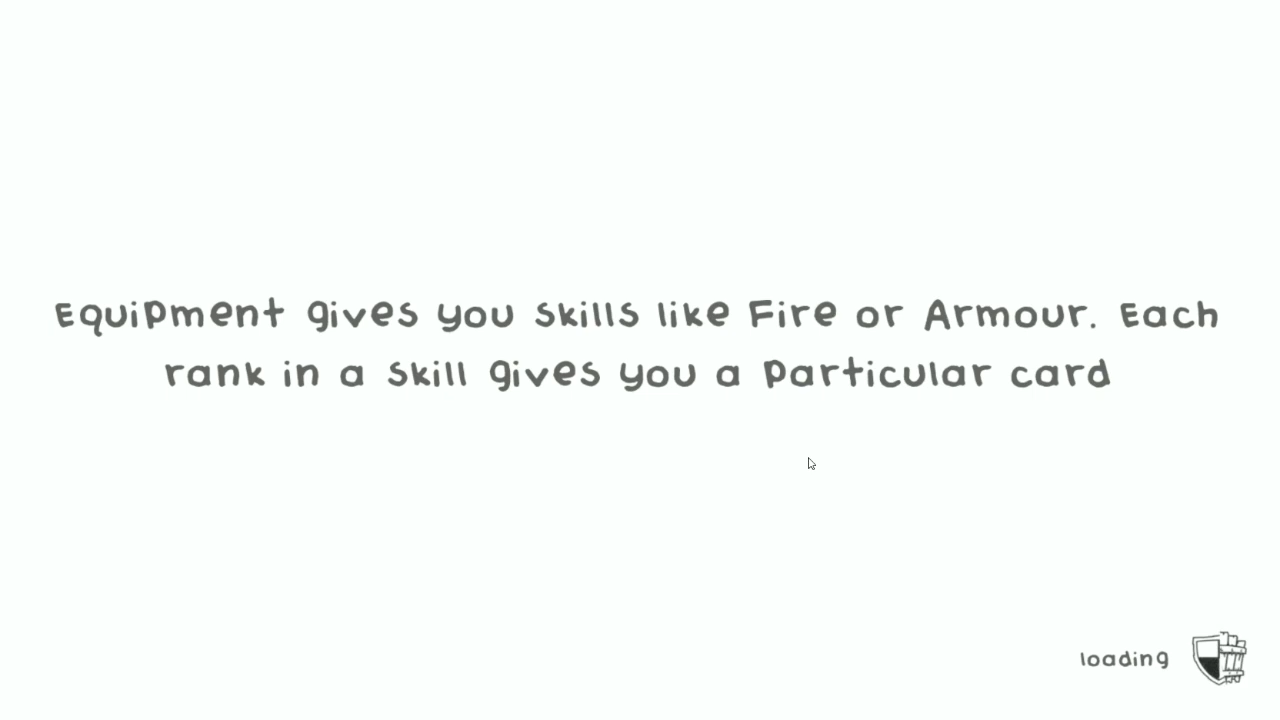 Equipment gives you skills like Fire or Armour. Each
rank in a skill gives you a particular card
loading